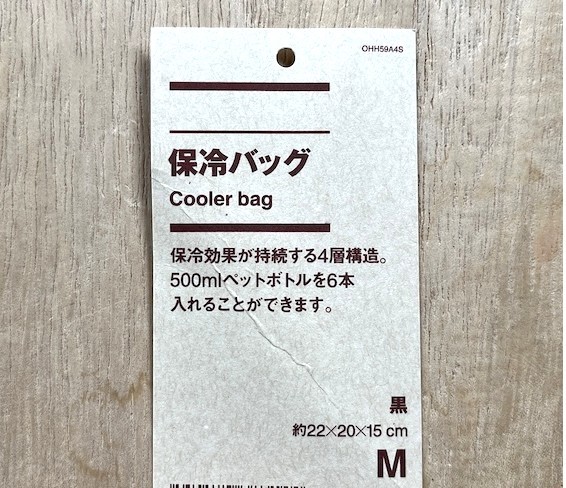 OHH59A4S
保冷バッグ
Cooler bag
保冷効果が持続する4層構造。
500mlペットボトルを6本
入れることができます。
黒
約22×20×15 cm
M